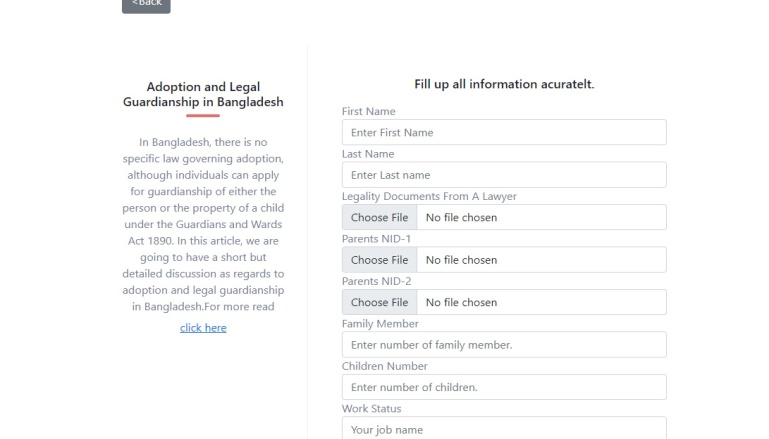 <Back
Adoption and Legal
Guardianship in Bangladesh
In Bangladesh, there is no
specific law governing adoption,
although individuals can apply
for guardianship of either the
person or the property of a child
under the Guardians and Wards
Act 1890. In this article, we are
going to have a short but
detailed discussion as regards to
adoption and legal guardianship
in Bangladesh.For more read
click here
Fill up all information acuratelt.
First Name
Enter First Name
Last Name
Enter Last name
Legality Documents From A Lawyer
Choose File No file chosen
Parents NID-1
Choose File No file chosen
Parents NID-2
Choose File No file chosen
Family Member
Enter number of family member.
Children Number
Enter number of children.
Work Status
Your job name